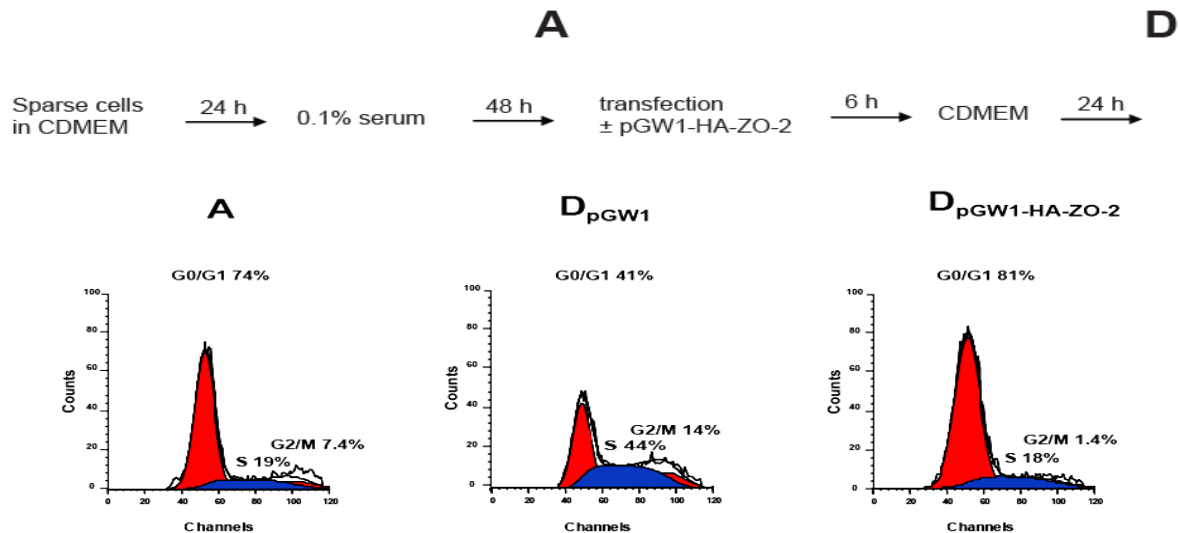 A D
Sparse cells
in CDMEM
24 h
0.1% serum
48 h
transfection
± pGW1-HA-ZO-2
6 h
CDMEM
24 h
A
DpGW1
DpGW1-HA-ZO-2
G0/G1 74%
100
80
60
40
20
0
Counts
S 19%
G2/M 7.4%
0 20 40 60 80 100 120
Channels
G0/G1 41%
100
80
60
40
20
0
Counts
S 44%
G2/M 14%
0 20 40 60 80 100 120
Channels
G0/G1 81%
100
80
60
40
20
0
Counts
S 18%
G2/M 1.4%
0 20 40 60 80 100 120
Channels